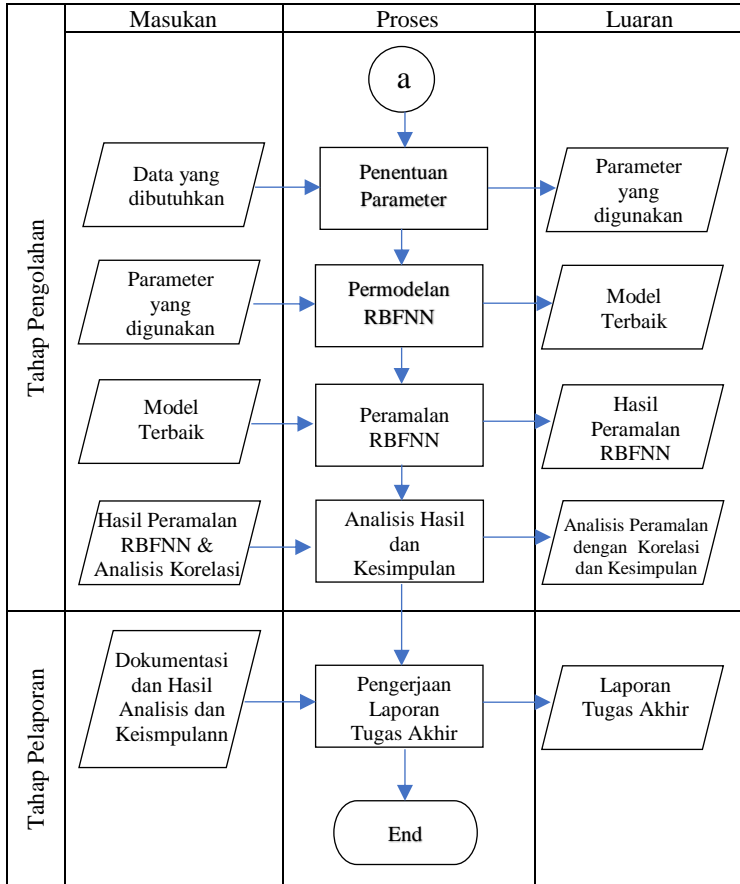 Masukan
Proses
Luaran
Tahap Pengolahan
a
Data yang
dibutuhkan
Penentuan
Parameter
Parameter
yang
digunakan
Parameter
yang
digunakan
Permodelan
RBFNN
Model
Terbaik
Model
Terbaik
Peramalan
RBFNN
Hasil
Peramalan
RBFNN
Hasil Peramalan
RBFNN &
Analisis Korelasi
Analisis Hasil
dan
Kesimpulan
Analisis Peramalan
dengan Korelasi
dan Kesimpulan
Tahap Pelaporan
Dokumentasi
dan Hasil
Analisis dan
Keismpulann
Pengerjaan
Laporan
Tugas Akhir
Laporan
Tugas Akhir
End